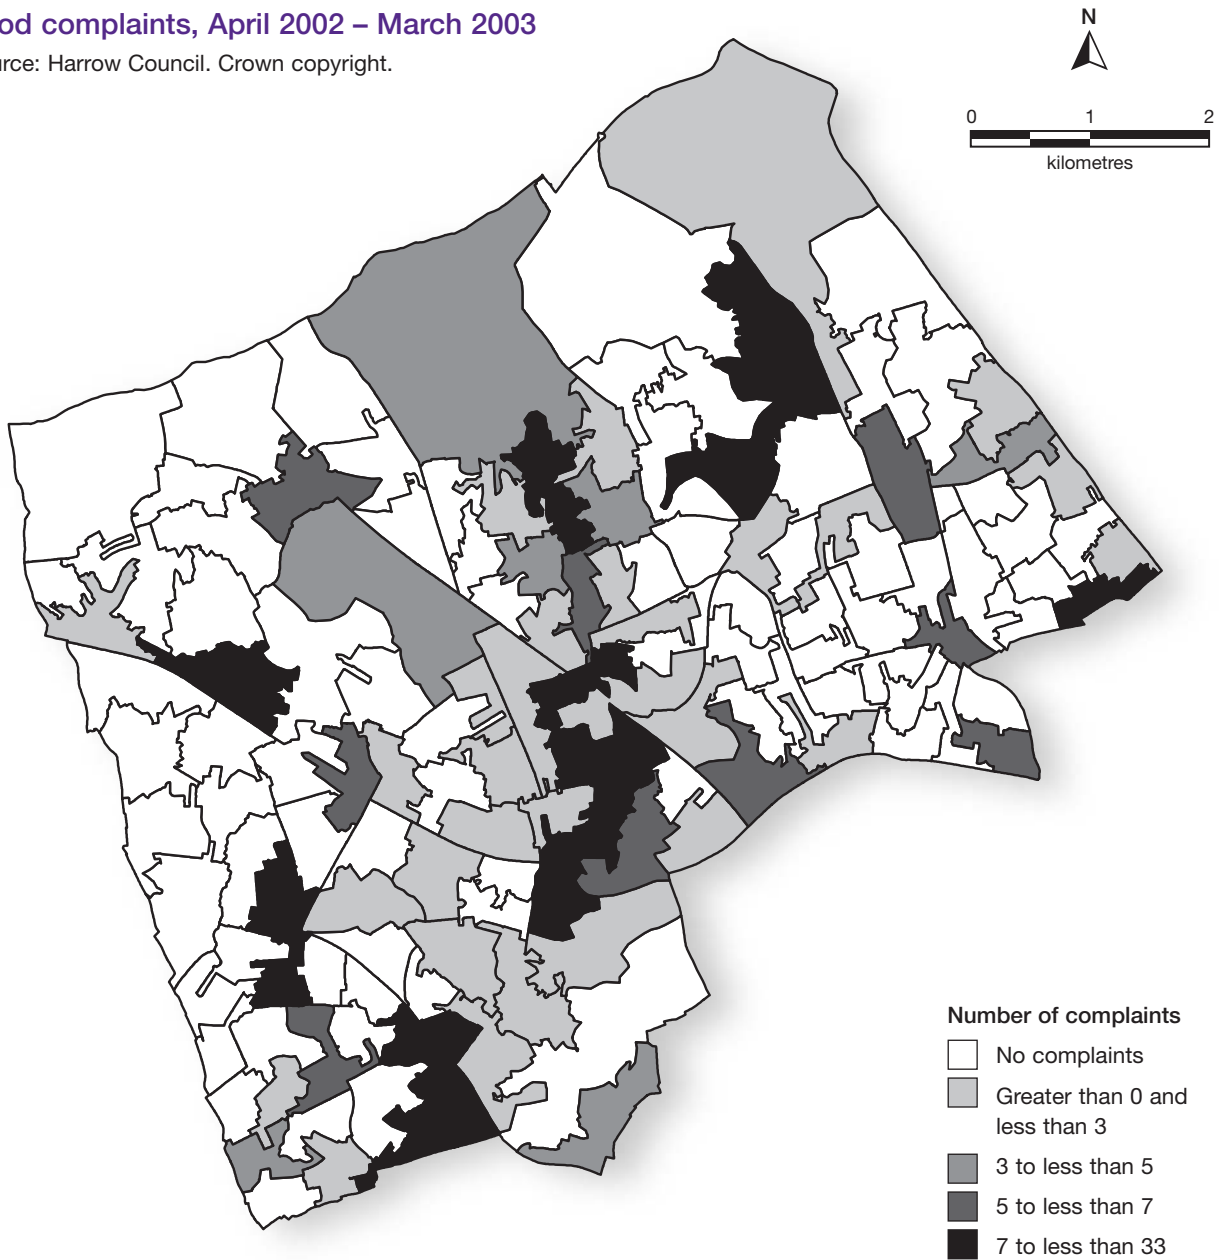 od complaints, April 2002 – March 2003
urce: Harrow Council. Crown copyright.
N
0 1 2
kilometres
Number of complaints
No complaints
Greater than 0 and
less than 3
3 to less than 5
5 to less than 7
7 to less than 33